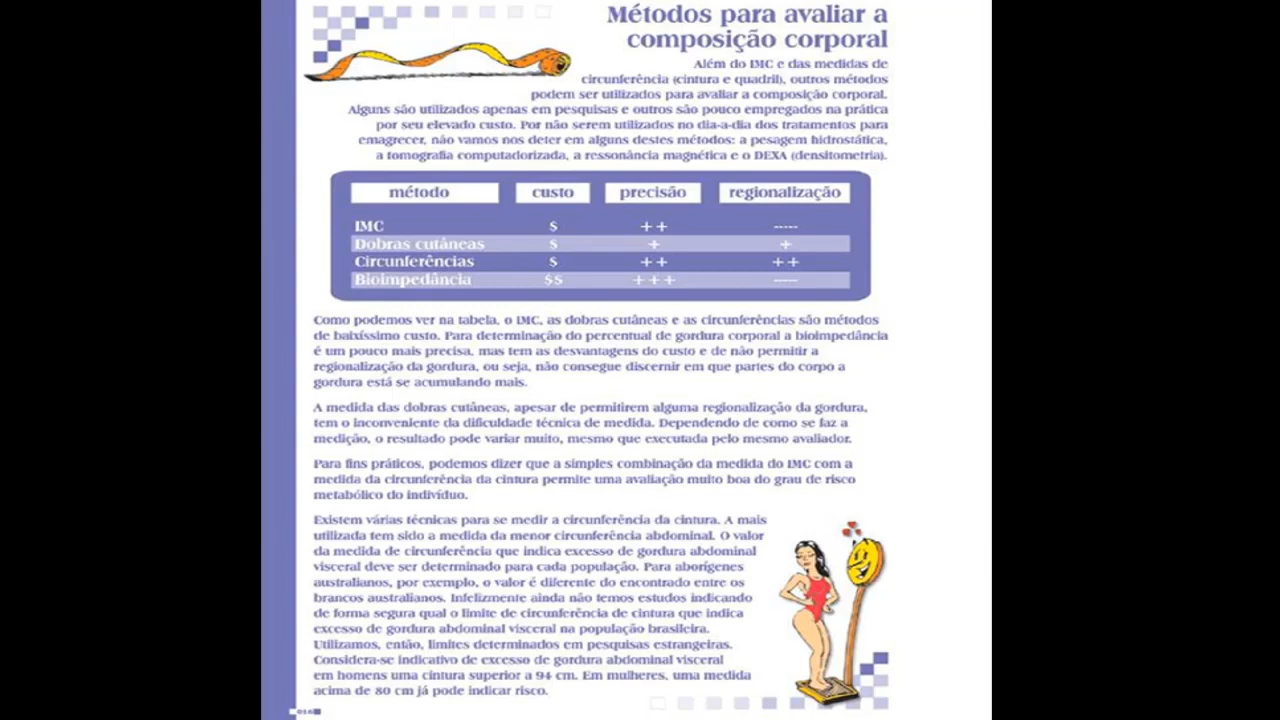 Métodos para avaliar a
composição corporal
Além do IMC e das medidas de
circunferência (cintura e quadril), outros métodos
podem ser utilizados para avaliar a composição corporal.
Alguns são utilizados apenas em pesquisas e outros são pouco empregados na prática
por seu elevado custo. Por não serem utilizados no dia-a-dia dos tratamentos para
emagrecer, não vamos nos deter em alguns destes métodos: a pesagem hidrostática,
a tomografia computadorizada, a ressonância magnética e o DEXA (densitometria).
método custo precisão regionalização
IMC $ ++ -----
Dobras cutâneas $ + +
Circunferências $ ++ ++
Bioimpedância $$ +++ -----
Como podemos ver na tabela, o IMC, as dobras cutâneas e as circunferências são métodos
de baixíssimo custo. Para determinação do percentual de gordura corporal a bioimpedância
é um pouco mais precisa, mas tem as desvantagens do custo e de não permitir a
regionalização da gordura, ou seja, não consegue discernir em que partes do corpo a
gordura está se acumulando mais.
A medida das dobras cutâneas, apesar de permitirem alguma regionalização da gordura,
tem o inconveniente da dificuldade técnica de medida. Dependendo de como se faz a
medição, o resultado pode variar muito, mesmo que executada pelo mesmo avaliador.
Para fins práticos, podemos dizer que a simples combinação da medida do IMC com a
medida da circunferência da cintura permite uma avaliação muito boa do grau de risco
metabólico do indivíduo.
Existem várias técnicas para se medir a circunferência da cintura. A mais
utilizada tem sido a medida da menor circunferência abdominal. O valor
da medida de circunferência que indica excesso de gordura abdominal
visceral deve ser determinado para cada população. Para aborígenes
australianos, por exemplo, o valor é diferente do encontrado entre os
brancos australianos. Infelizmente ainda não temos estudos indicando
de forma segura qual o limite de circunferência de cintura que indica
excesso de gordura abdominal visceral na população brasileira.
Utilizamos, então, limites determinados em pesquisas estrangeiras.
Considera-se indicativo de excesso de gordura abdominal visceral
em homens uma cintura superior a 94 cm. Em mulheres, uma medida
acima de 80 cm já pode indicar risco.